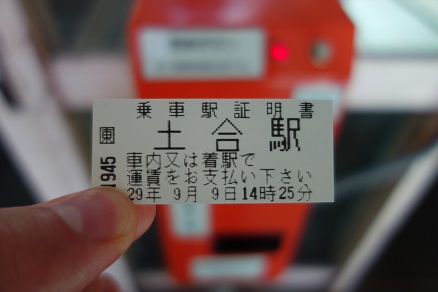 乗車駅証明書
土合駅
車内又は着駅で
運賃をお支払い下さい
29年 9月 9日14時25分
1945